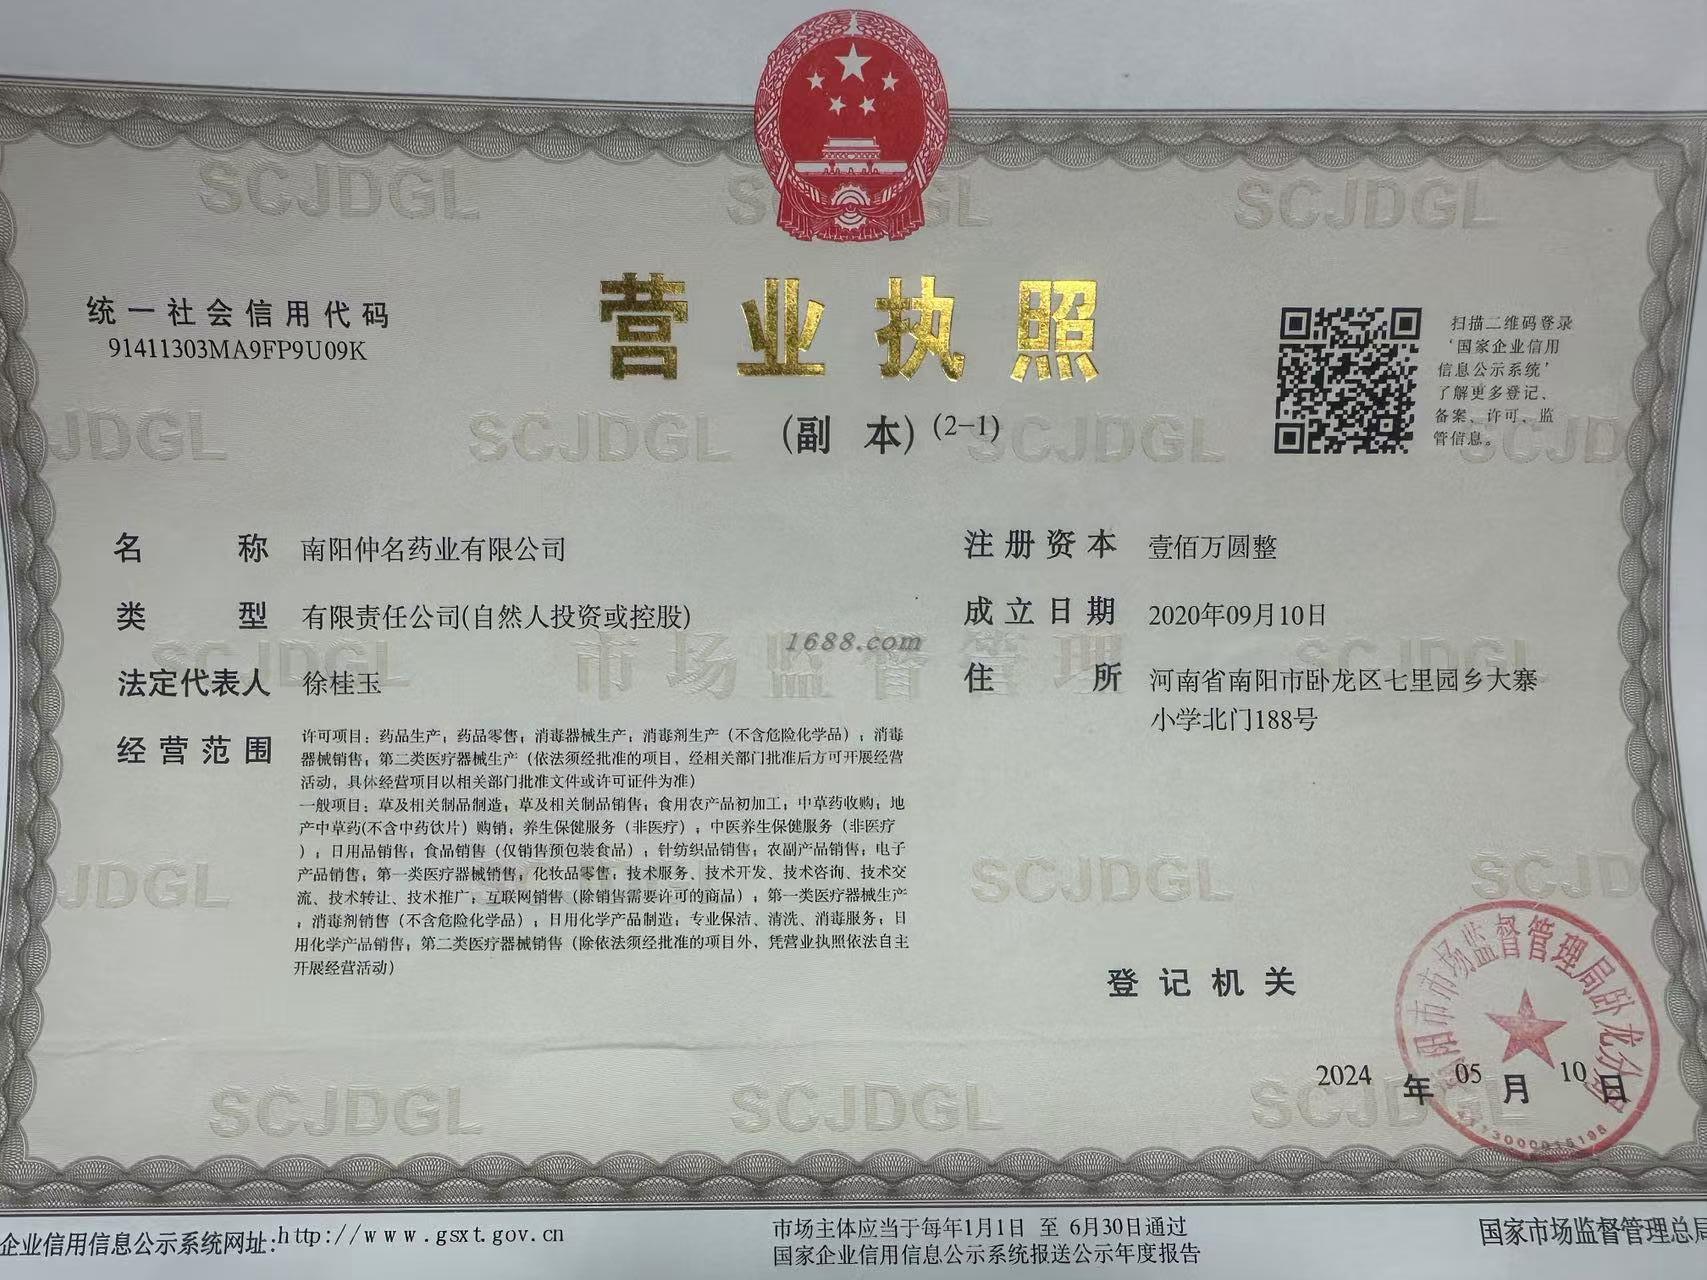 统一社会信用代码
91411303MA9FP9U09K
营业执照
(副 本) (2-1)
扫描二维码登录
‘国家企业信用
信息公示系统’
了解更多登记、
备案、许可、监
管信息。
名 称 南阳仲名药业有限公司
类 型 有限责任公司(自然人投资或控股)
法定代表人 徐桂玉
经营范围 许可项目：药品生产；药品零售；消毒器械生产；消毒剂生产（不含危险化学品）；消毒
器械销售；第二类医疗器械生产（依法须经批准的项目，经相关部门批准后方可开展经营
活动，具体经营项目以相关部门批准文件或许可证件为准）
一般项目：草及相关制品制造；草及相关制品销售；食用农产品初加工；中草药收购；地
产中草药(不含中药饮片）购销；养生保健服务（非医疗）；中医养生保健服务（非医疗
）；日用品销售；食品销售（仅销售预包装食品）；针纺织品销售；农副产品销售；电子
产品销售；第一类医疗器械销售；化妆品零售；技术服务、技术开发、技术咨询、技术交
流、技术转让、技术推广；互联网销售（除销售需要许可的商品）；第一类医疗器械生产
；消毒剂销售（不含危险化学品）；日用化学产品制造；专业保洁、清洗、消毒服务；日
用化学产品销售；第二类医疗器械销售（除依法须经批准的项目外，凭营业执照依法自主
开展经营活动）
注册资本 壹佰万圆整
成立日期 2020年09月10日
住 所 河南省南阳市卧龙区七里园乡大寨
小学北门188号
1688.com
市场监督管理
SCJDGL
登记机关
南阳市市场监督管理局卧龙分局
2024 年 05 月 10 日
企业信用信息公示系统网址:http://www.gsxt.gov.cn
市场主体应当于每年1月1日 至 6月30日通过
国家企业信用信息公示系统报送公示年度报告
国家市场监督管理总局